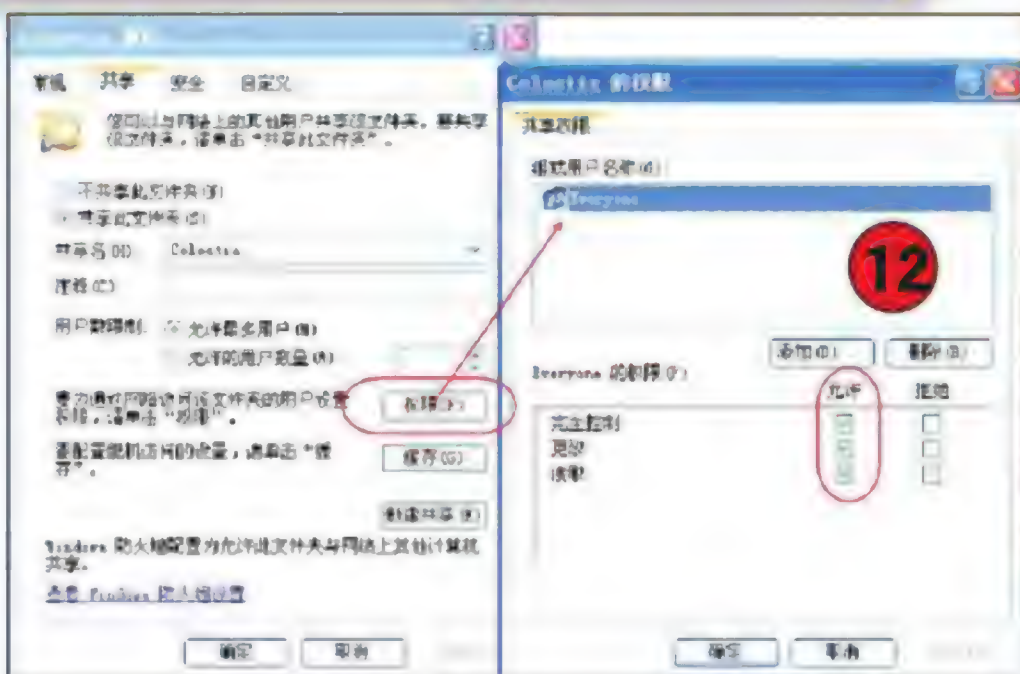 常规 共享 安全 自定义
您可以与网络上的其他用户共享该文件夹。要共享
该文件夹，请单击“共享此文件夹”。
不共享此文件夹
共享此文件夹(S)
共享名(H) Celestia
注释(C)
用户数限制: 允许最多用户(M)
允许的用户数量(A)
要为通过网络访问该文件夹的用户设置
权限，请单击“权限”。
权限(P)
要配置脱机访问的设置，请单击“缓
存”。
缓存(G)
新建共享
Windows 防火墙配置为允许此文件夹与网络上其他计算机
共享。
查看 Windows 防火墙设置
确定 取消
Celestia 的权限
共享权限
组或用户名称(G)
Everyone
12
添加(D) 删除(R)
Everyone 的权限(P)
允许 拒绝
完全控制
更改
读取
确定 取消